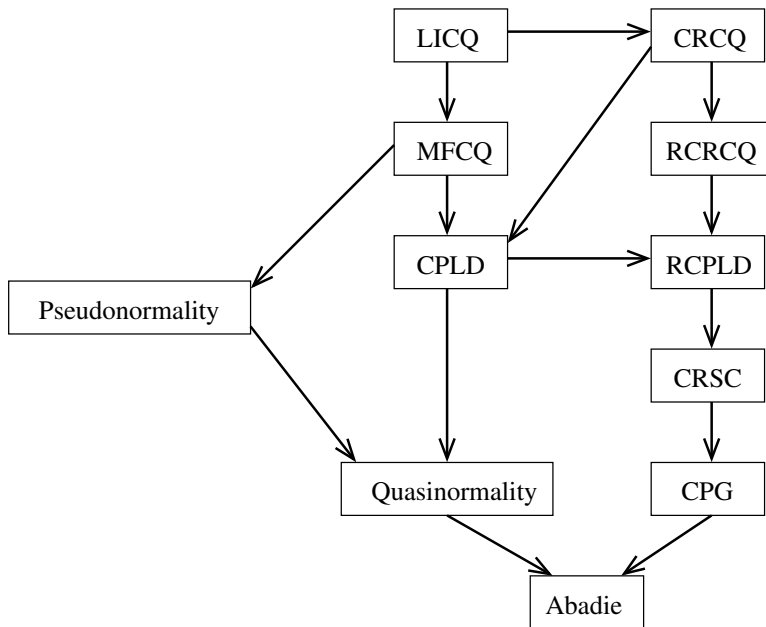 LICQ
CRCQ
MFCQ
RCRCQ
CPLD
RCPLD
Pseudonormality
CRSC
Quasinormality
CPG
Abadie